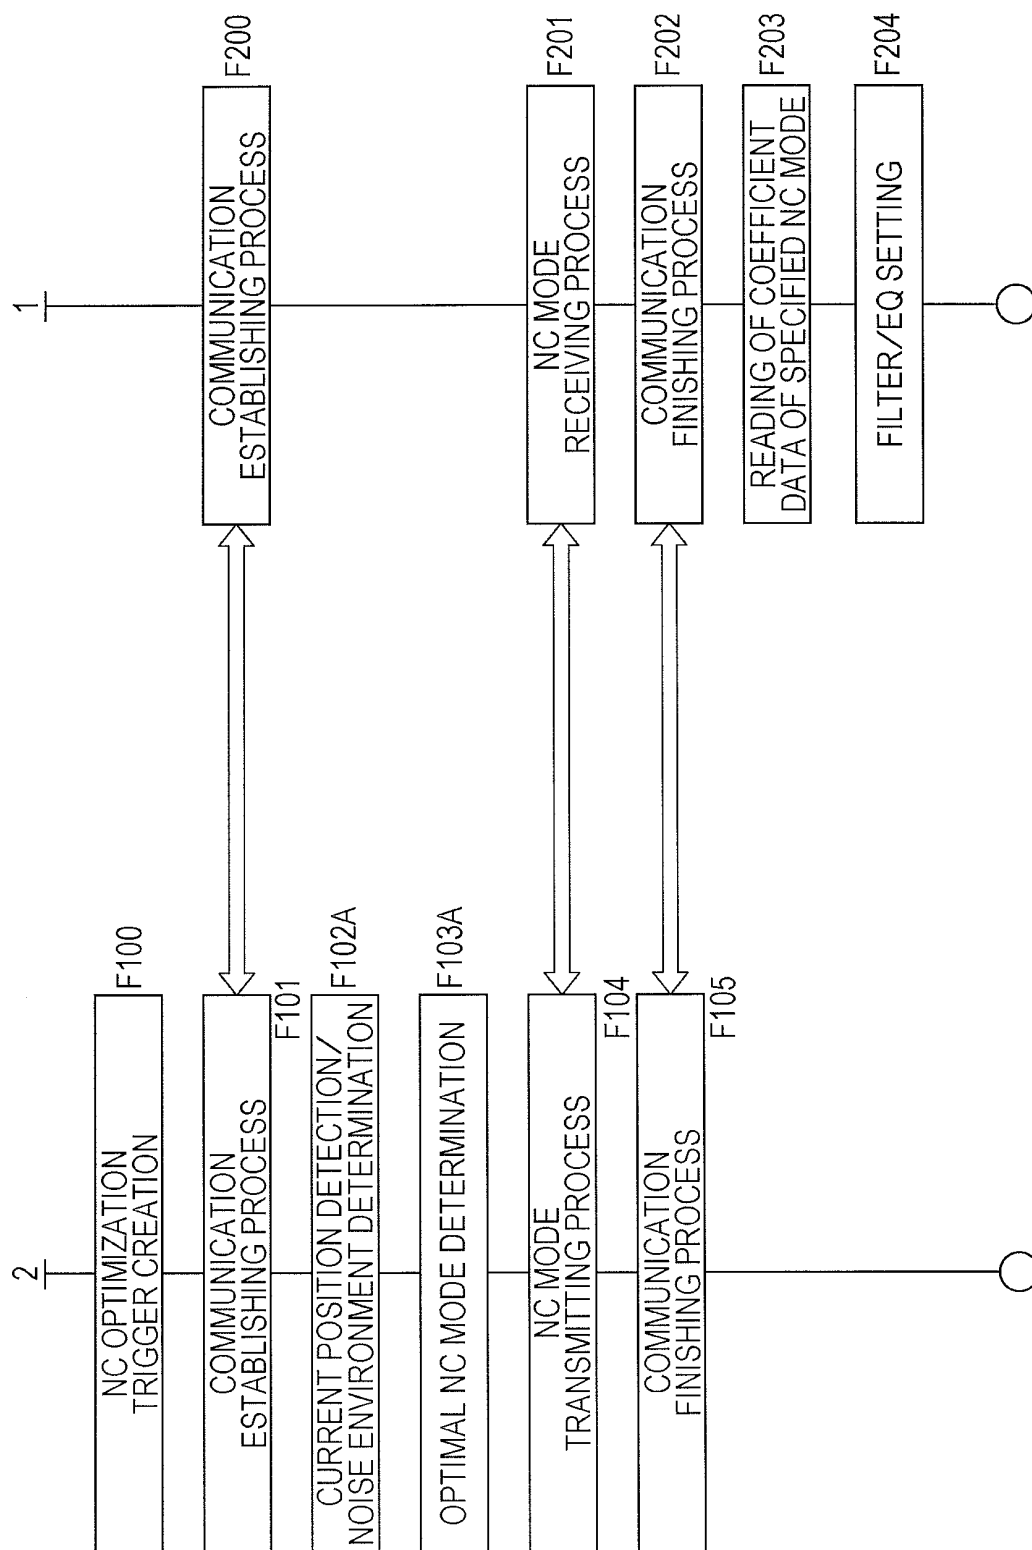 2
NC OPTIMIZATION
TRIGGER CREATION
F100
COMMUNICATION
ESTABLISHING PROCESS
F101
CURRENT POSITION DETECTION/
NOISE ENVIRONMENT DETERMINATION
F102A
OPTIMAL NC MODE DETERMINATION
F103A
NC MODE
TRANSMITTING PROCESS
F104
COMMUNICATION
FINISHING PROCESS
F105
1
COMMUNICATION
ESTABLISHING PROCESS
F200
NC MODE
RECEIVING PROCESS
F201
COMMUNICATION
FINISHING PROCESS
F202
READING OF COEFFICIENT
DATA OF SPECIFIED NC MODE
F203
FILTER/EQ SETTING
F204